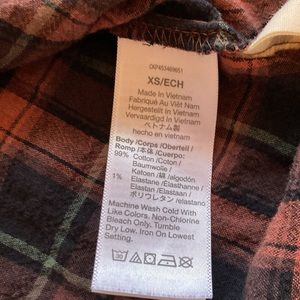 XS/ECH
Made In Vietnam
Fabriqué Au Viêt Nam
Hergestellt In Vietnam
Vervaardigd In Vietnam
ベトナム製
hecho en vietnam
Body/Corps/Oberteil/
Romp/本体/Cuerpo:
99% Cotton/Coton/
Baumwolle/
Katoen/綿/algodón
1% Elastane/Élasthanne/
Elastan/Elastaan/
ポリウレタン/elastano
Machine Wash Cold With
Like Colors. Non-Chlorine
Bleach Only. Tumble
Dry Low. Iron On Lowest
Setting.